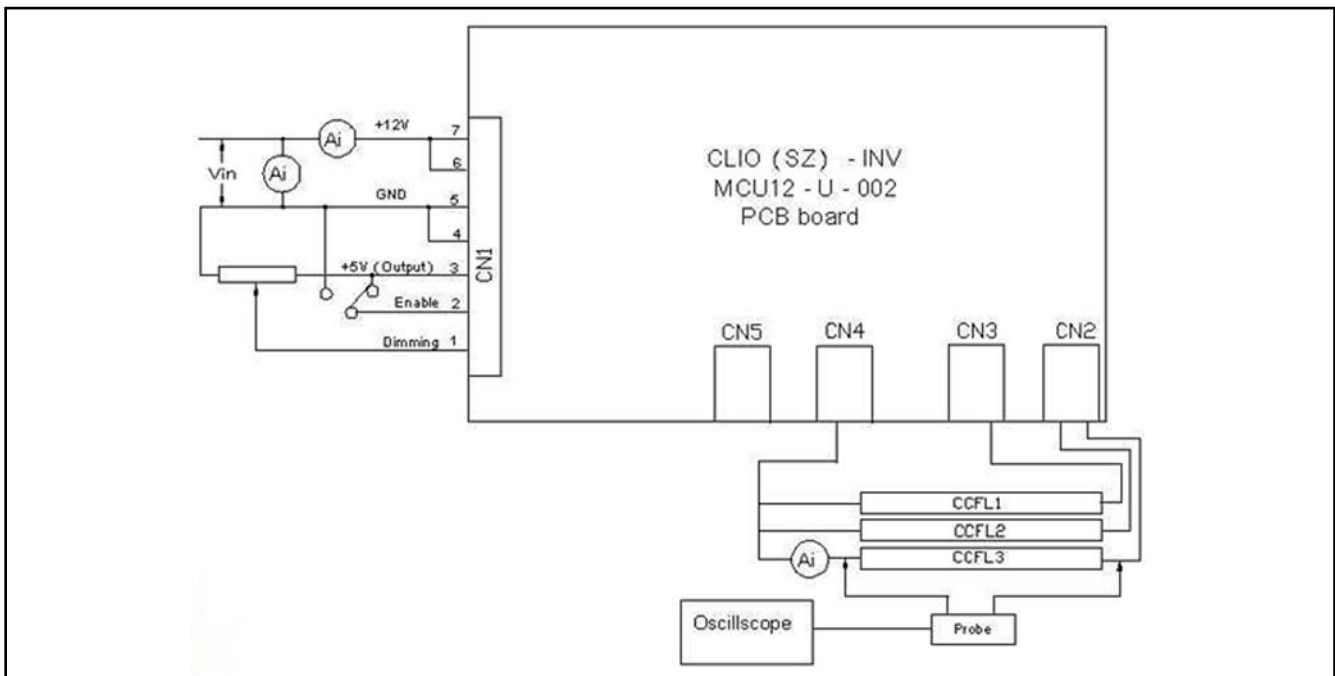 +12V
7
Ai
CLIO (SZ) - INV
6
MCU12 - U - 002
Vin
Ai
PCB board
GND
5
4
CN1
+5V (Output)
3
Enable
2
Dimming
1
CN5
CN4
CN3
CN2
CCFL1
CCFL2
Ai
CCFL3
Oscillscope
Probe